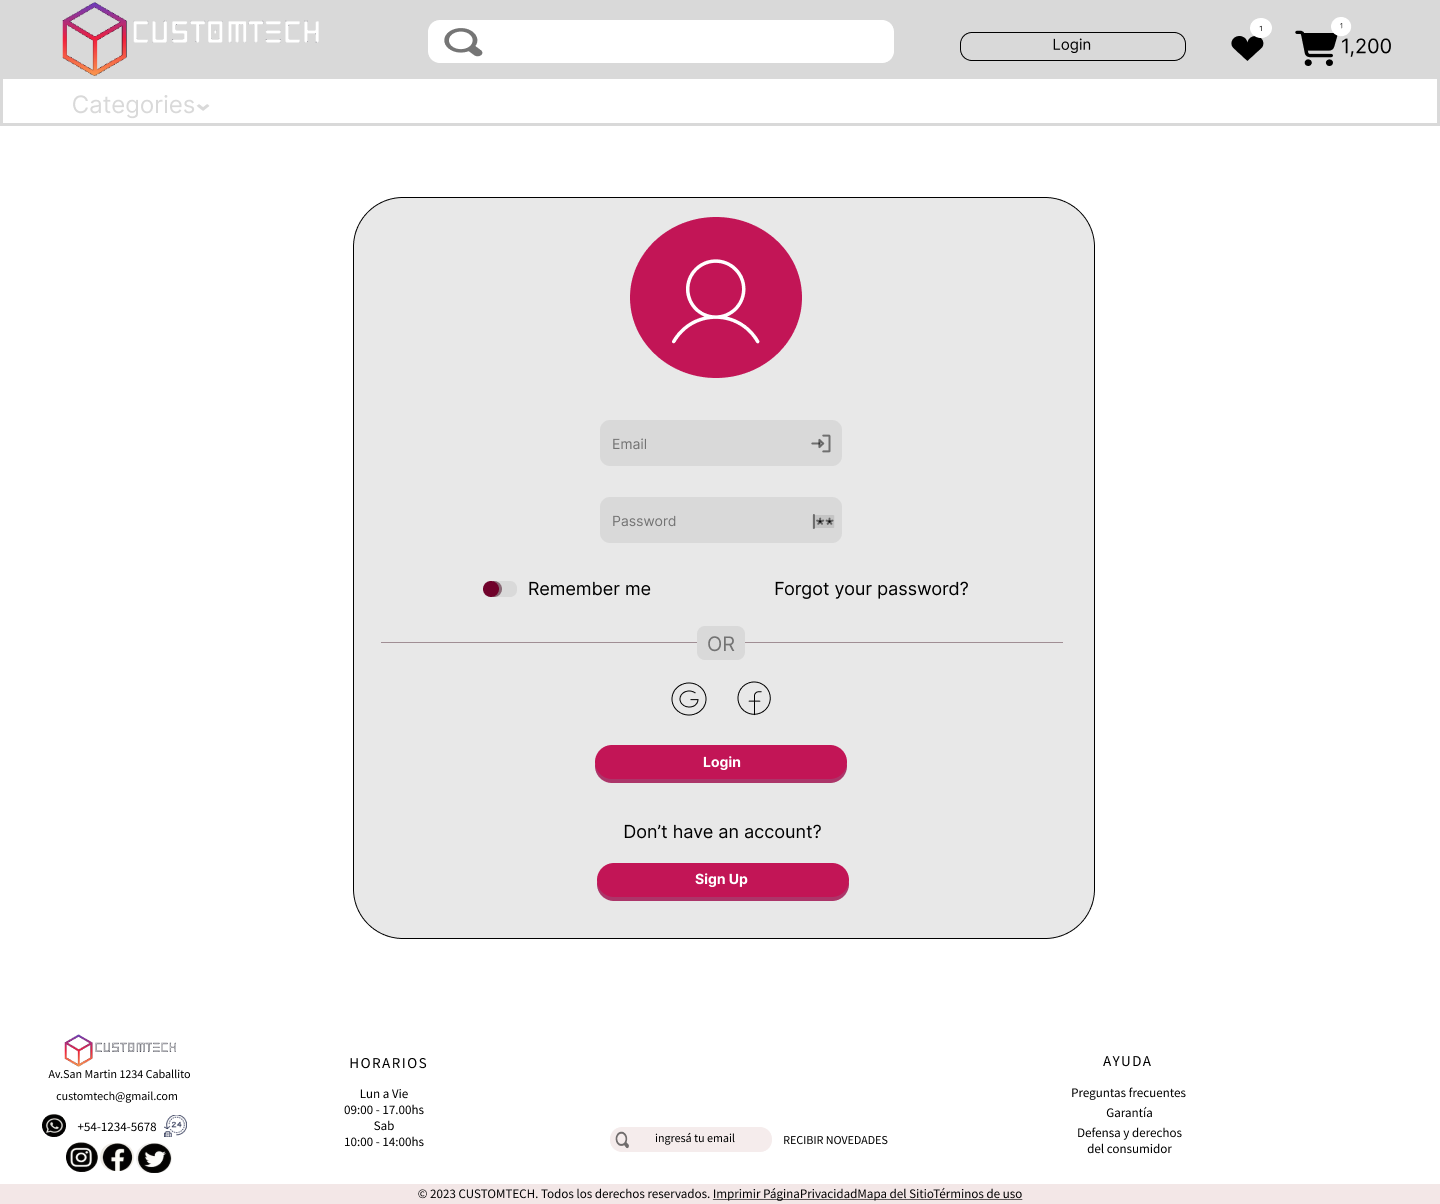 CUSTOMTECH
Login
1
1
1,200
Categories
Email
Password
|**
Remember me
Forgot your password?
OR
G
f
Login
Don’t have an account?
Sign Up
CUSTOMTECH
Av.San Martin 1234 Caballito
customtech@gmail.com
+54-1234-5678
24
HORARIOS
Lun a Vie
09:00 - 17.00hs
Sab
10:00 - 14:00hs
ingresá tu email
RECIBIR NOVEDADES
AYUDA
Preguntas frecuentes
Garantía
Defensa y derechos
del consumidor
© 2023 CUSTOMTECH. Todos los derechos reservados. Imprimir PáginaPrivacidadMapa del SitioTérminos de uso